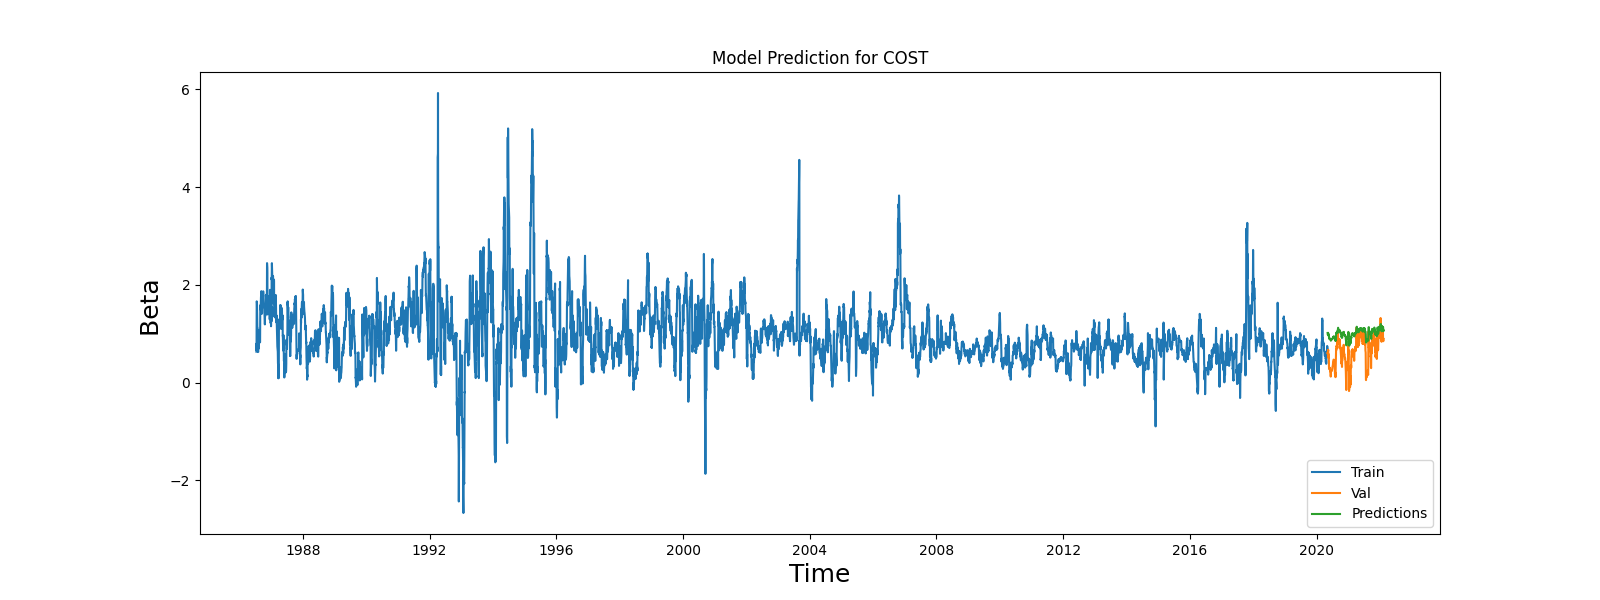 Model Prediction for COST
Beta
6
4
2
0
−2
1988 1992 1996 2000 2004 2008 2012 2016 2020
Time
Train
Val
Predictions